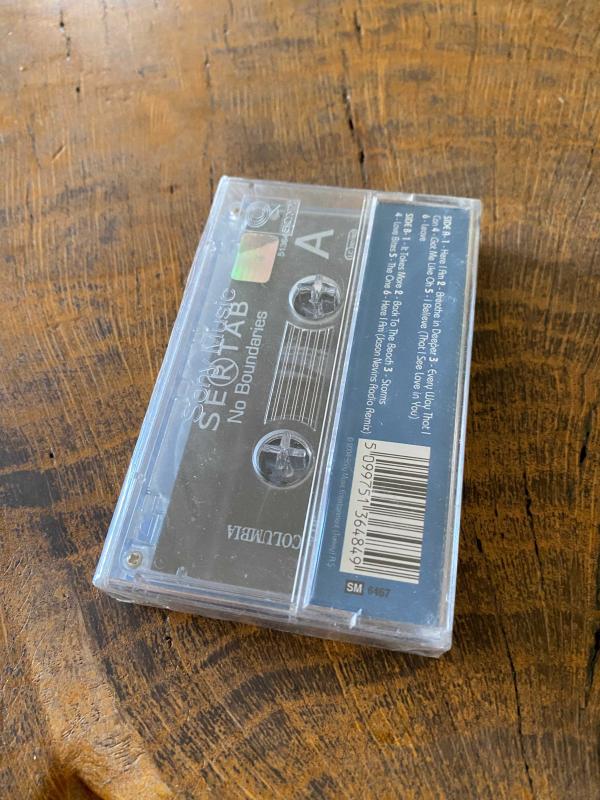 SIDE A- 1 - Here I Am 2 - Breathe in Deeper 3 - Every Way That I
Can 4 - Got Me Like Oh 5 - I Believe (That I See Love in You)
6 - Leave
SIDE B- 1 - It Takes More 2 - Back To The Beach 3 - Storms
4 - Love Bites 5 - The One 6 - Here I Am (Jason Nevins Radio Remix)
5 099751 364849
SM 6467
A
Sony Music
SERTAB
No Boundaries
COLUMBIA